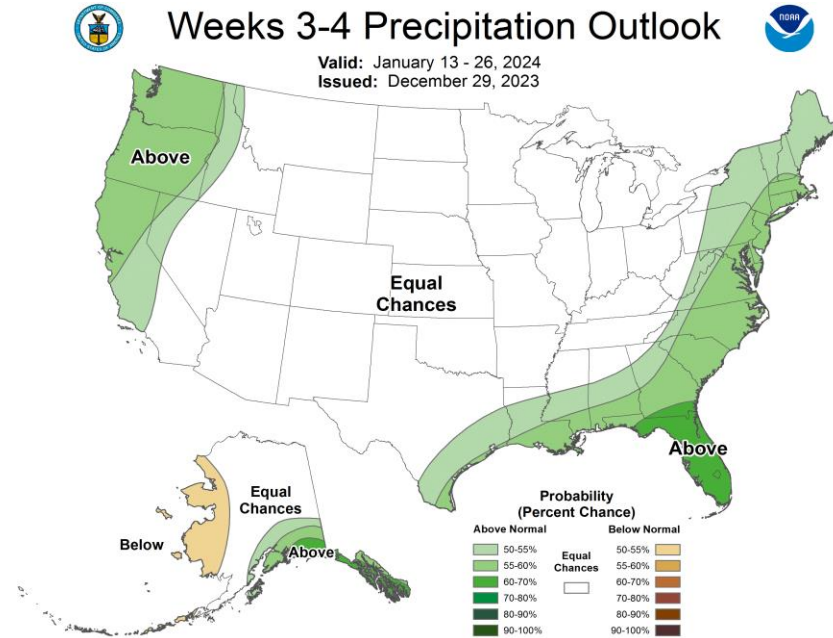 Weeks 3-4 Precipitation Outlook
NOAA
Valid: January 13 - 26, 2024
Issued: December 29, 2023
Above
Equal
Chances
Above
Equal
Chances
Below
Above
Probability
(Percent Chance)
Above Normal
Below Normal
50-55%
55-60%
60-70%
70-80%
80-90%
90-100%
Equal
Chances
50-55%
55-60%
60-70%
70-80%
80-90%
90-100%